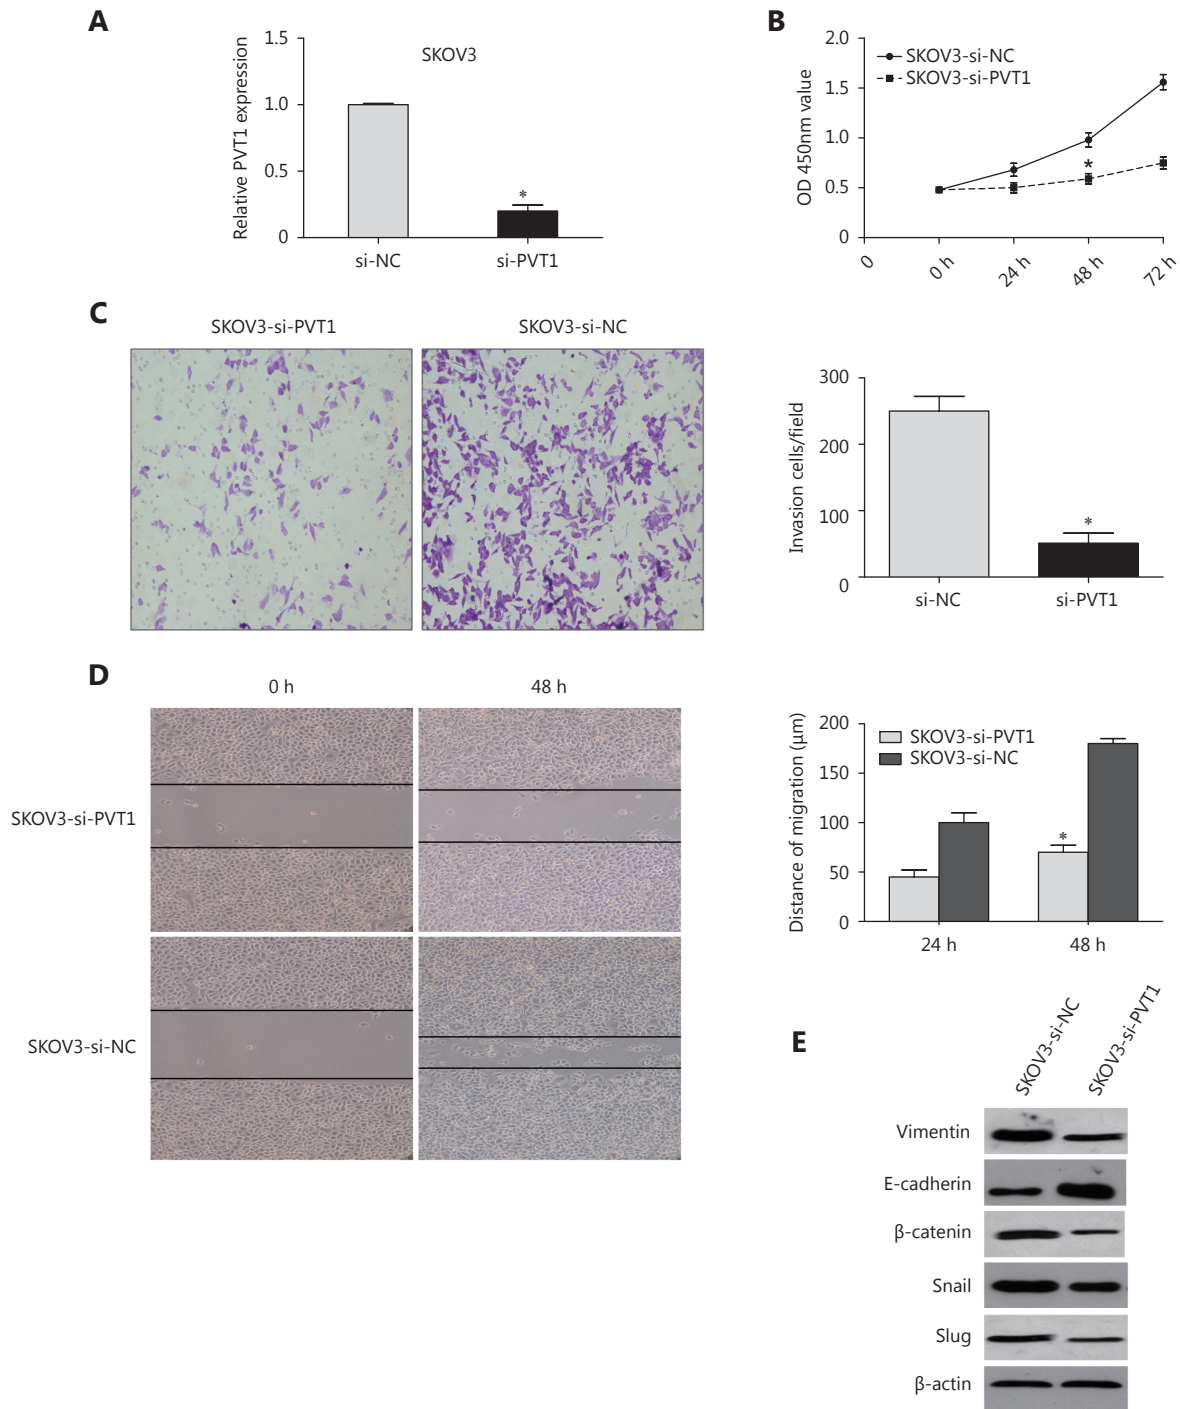 A
Relative PVT1 expression
1.5
1.0
0.5
0
SKOV3
*
si-NC
si-PVT1
B
OD 450nm value
2.0
1.5
1.0
0.5
0
SKOV3-si-NC
SKOV3-si-PVT1
*
0
0 h
24 h
48 h
72 h
C
SKOV3-si-PVT1
SKOV3-si-NC
Invasion cells/field
300
200
100
0
*
si-NC
si-PVT1
D
0 h
48 h
SKOV3-si-PVT1
SKOV3-si-NC
Distance of migration (μm)
200
150
100
50
0
SKOV3-si-PVT1
SKOV3-si-NC
*
24 h
48 h
E
SKOV3-si-NC
SKOV3-si-PVT1
Vimentin
E-cadherin
β-catenin
Snail
Slug
β-actin